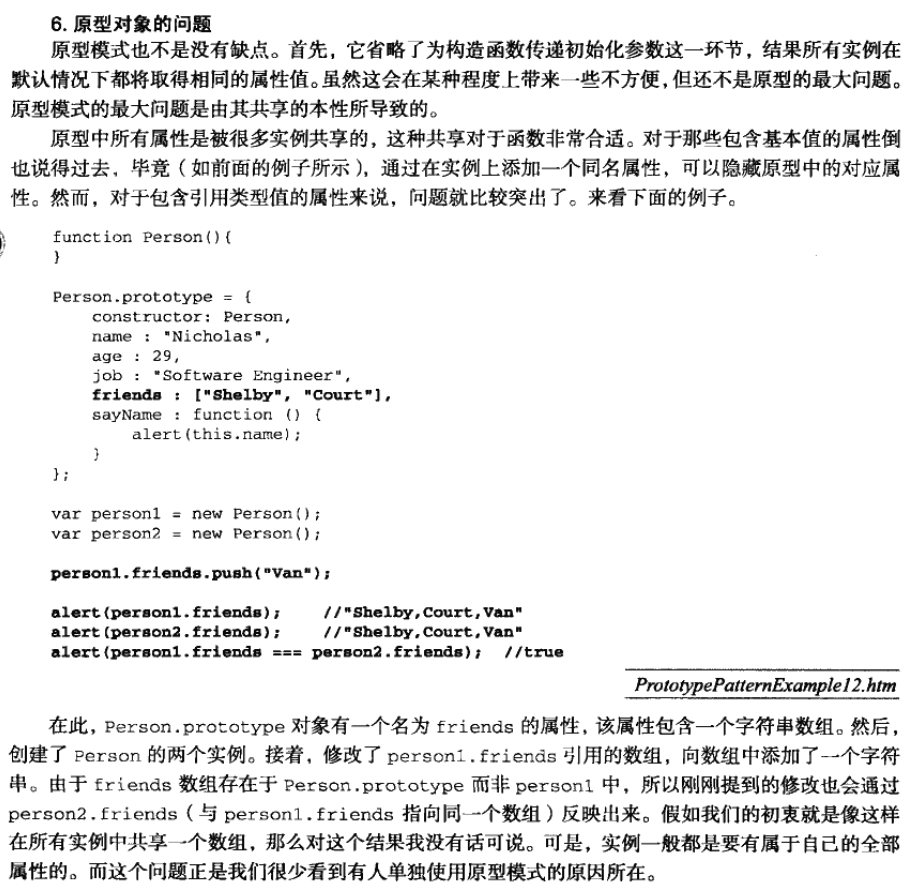 6. 原型对象的问题
原型模式也不是没有缺点。首先，它省略了为构造函数传递初始化参数这一环节，结果所有实例在
默认情况下都将取得相同的属性值。虽然这会在某种程度上带来一些不方便，但还不是原型的最大问题。
原型模式的最大问题是由其共享的本性所导致的。
原型中所有属性是被很多实例共享的，这种共享对于函数非常合适。对于那些包含基本值的属性倒
也说得过去，毕竟（如前面的例子所示），通过在实例上添加一个同名属性，可以隐藏原型中的对应属
性。然而，对于包含引用类型值的属性来说，问题就比较突出了。来看下面的例子。
function Person(){
}
Person.prototype = {
constructor: Person,
name : "Nicholas",
age : 29,
job : "Software Engineer",
friends : ["Shelby", "Court"],
sayName : function () {
alert(this.name);
}
};
var person1 = new Person();
var person2 = new Person();
person1.friends.push("Van");
alert(person1.friends);    //"Shelby,Court,Van"
alert(person2.friends);    //"Shelby,Court,Van"
alert(person1.friends === person2.friends);  //true
PrototypePatternExample12.htm
在此，Person.prototype 对象有一个名为 friends 的属性，该属性包含一个字符串数组。然后，
创建了 Person 的两个实例。接着，修改了 person1.friends 引用的数组，向数组中添加了一个字符
串。由于 friends 数组存在于 Person.prototype 而非 person1 中，所以刚刚提到的修改也会通过
person2.friends（与 person1.friends 指向同一个数组）反映出来。假如我们的初衷就是像这样
在所有实例中共享一个数组，那么对这个结果我没有话可说。可是，实例一般都是要有属于自己的全部
属性的。而这个问题正是我们很少看到有人单独使用原型模式的原因所在。